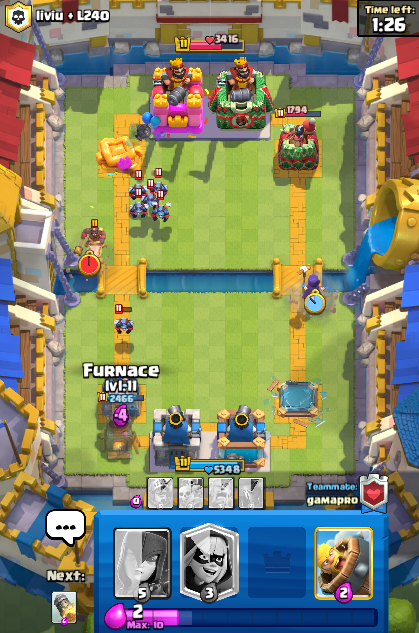 liviu + L240
3416
Time left:
1:26
1794
Furnace
lvl.11
2466
-4
5348
Teammate:
gamapro
Next:
5
3
2
2
Max: 10